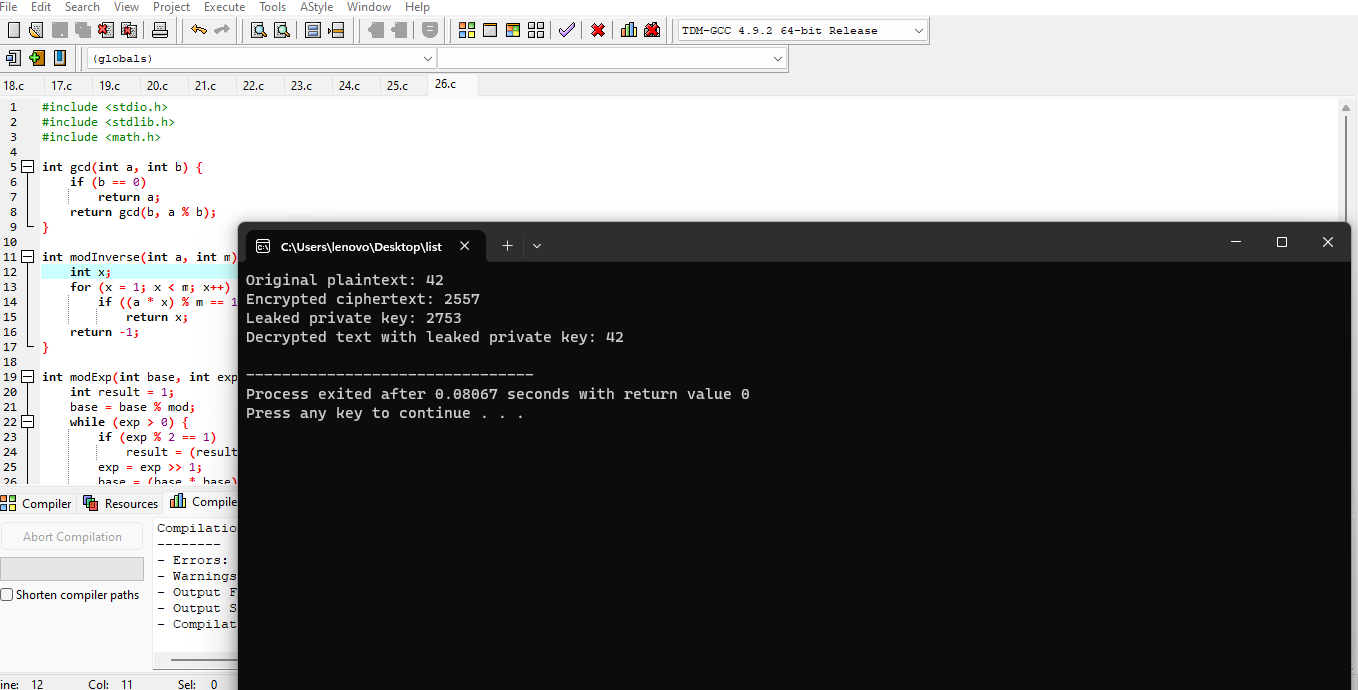 File Edit Search View Project Execute Tools AStyle Window Help
TDM-GCC 4.9.2 64-bit Release
(globals)
18.c 17.c 19.c 20.c 21.c 22.c 23.c 24.c 25.c 26.c
1 #include <stdio.h>
2 #include <stdlib.h>
3 #include <math.h>
4
5 int gcd(int a, int b) {
6 if (b == 0)
7 return a;
8 return gcd(b, a % b);
9 }
10
11 int modInverse(int a, int m)
12 int x;
13 for (x = 1; x < m; x++)
14 if ((a * x) % m == 1
15 return x;
16 return -1;
17 }
18
19 int modExp(int base, int exp
20 int result = 1;
21 base = base % mod;
22 while (exp > 0) {
23 if (exp % 2 == 1)
24 result = (result
25 exp = exp >> 1;
26 base = (base * base)
C:\Users\lenovo\Desktop\list
Original plaintext: 42
Encrypted ciphertext: 2557
Leaked private key: 2753
Decrypted text with leaked private key: 42
--------------------------------
Process exited after 0.08067 seconds with return value 0
Press any key to continue . . .
Compiler Resources Compile
Abort Compilation
Shorten compiler paths
Compilatio
--------
- Errors:
- Warnings
- Output F
- Output S
- Compilat
ine: 12 Col: 11 Sel: 0